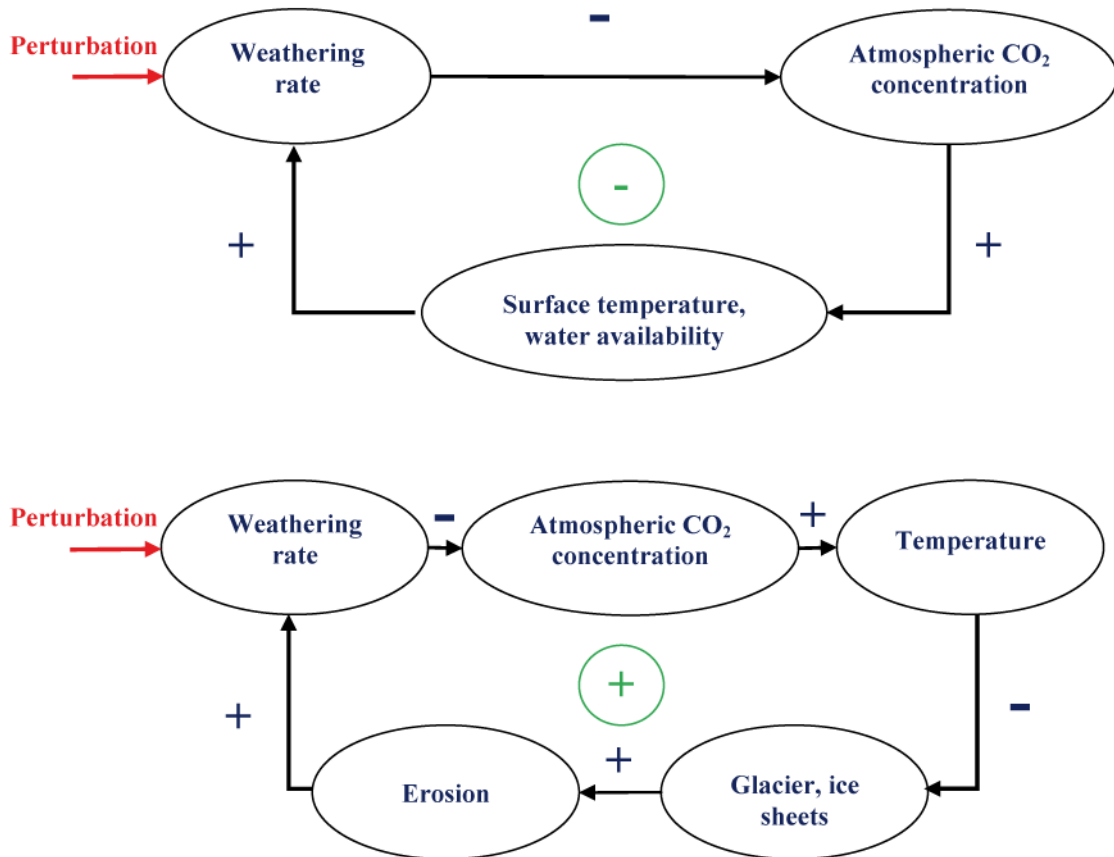 -
Perturbation
Weathering
rate
Atmospheric CO₂
concentration
-
+
+
Surface temperature,
water availability
Perturbation
Weathering
rate
-
Atmospheric CO₂
concentration
+
Temperature
+
+
-
+
Erosion
Glacier, ice
sheets